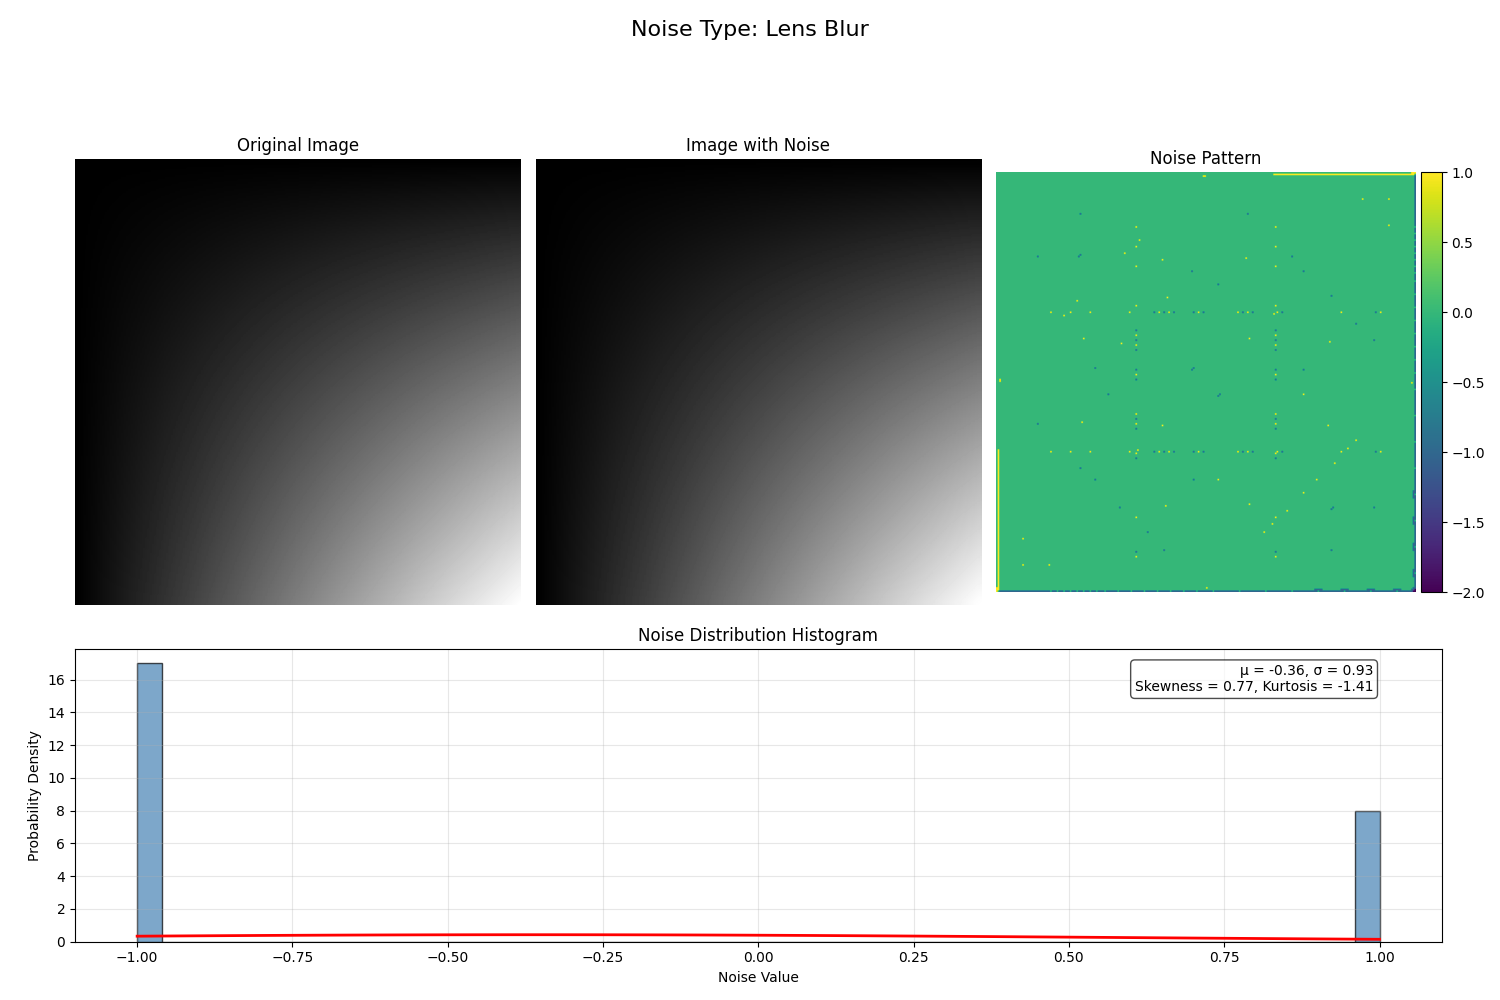 Noise Type: Lens Blur
Original Image
Image with Noise
Noise Pattern
1.0
0.5
0.0
−0.5
−1.0
−1.5
−2.0
Noise Distribution Histogram
μ = -0.36, σ = 0.93
Skewness = 0.77, Kurtosis = -1.41
Probability Density
16
14
12
10
8
6
4
2
0
−1.00 −0.75 −0.50 −0.25 0.00 0.25 0.50 0.75 1.00
Noise Value